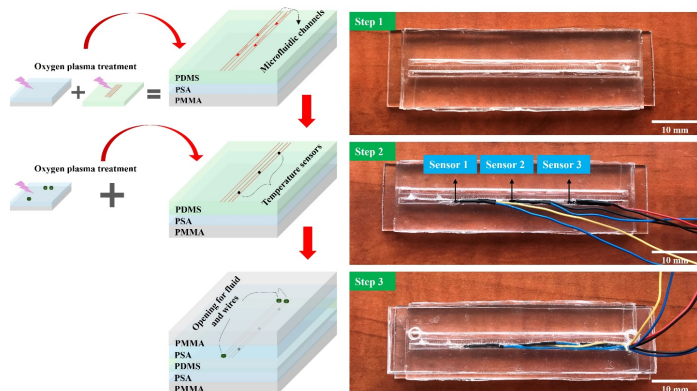 Oxygen plasma treatment
Microfluidic channels
PDMS
PSA
PMMA
Oxygen plasma treatment
Temperature sensors
PDMS
PSA
PMMA
Opening for fluid
and wires
PMMA
PSA
PDMS
PSA
PMMA
Step 1
10 mm
Step 2
Sensor 1
Sensor 2
Sensor 3
10 mm
Step 3
10 mm